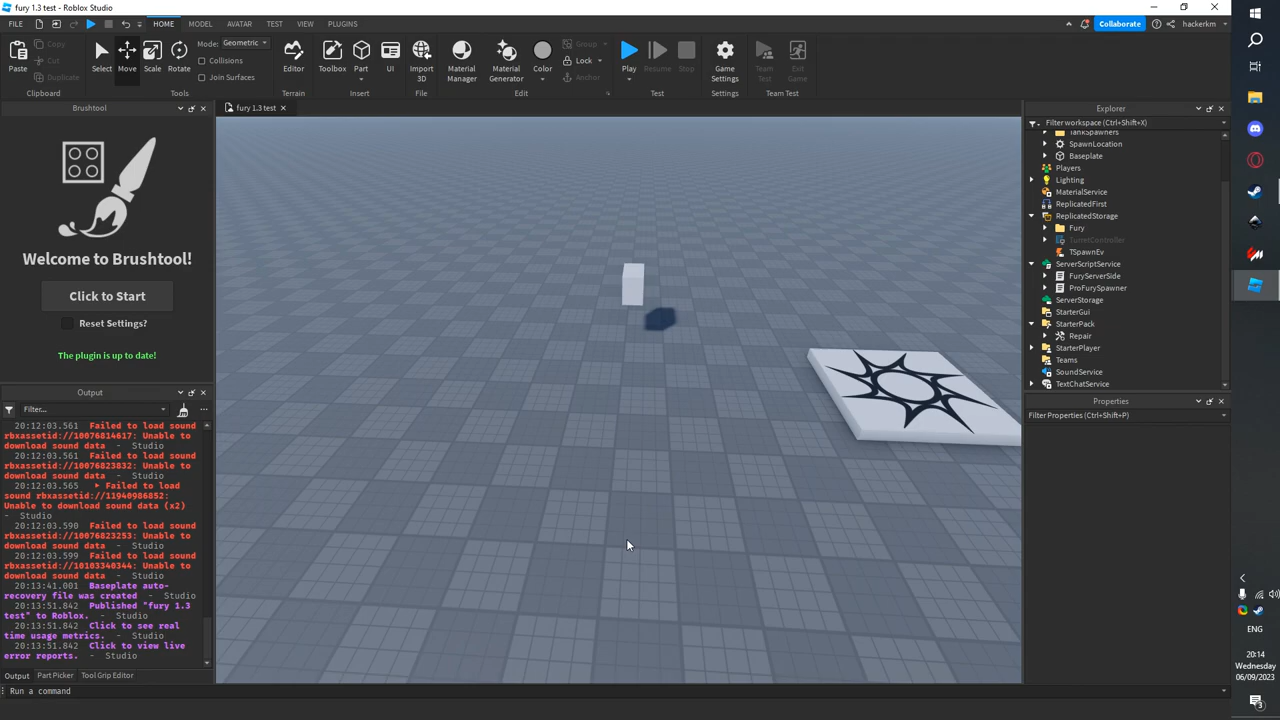 fury 1.3 test - Roblox Studio
FILE HOME MODEL AVATAR TEST VIEW PLUGINS Collaborate hackerkm
Paste Copy Cut Duplicate Clipboard
Select Move Scale Rotate Mode: Geometric Collisions Join Surfaces Tools
Editor Terrain
Toolbox Part UI Insert
Import 3D File
Material Manager Material Generator Color Group Lock Anchor Edit
Play Resume Stop Test
Game Settings Settings
Team Test Exit Game Team Test
Brushtool
Welcome to Brushtool!
Click to Start
Reset Settings?
The plugin is up to date!
Output
Filter...
20:12:03.561 Failed to load sound
rbxassetid://10076814617: Unable to
download sound data - Studio
20:12:03.561 Failed to load sound
rbxassetid://10076823832: Unable to
download sound data - Studio
20:12:03.565 Failed to load
sound rbxassetid://11940986852:
Unable to download sound data (x2)
- Studio
20:12:03.590 Failed to load sound
rbxassetid://10076823253: Unable to
download sound data - Studio
20:12:03.599 Failed to load sound
rbxassetid://10103340344: Unable to
download sound data - Studio
20:13:41.001 Baseplate auto-
recovery file was created - Studio
20:13:51.842 Published "fury 1.3
test" to Roblox. - Studio
20:13:51.842 Click to see real
time usage metrics. - Studio
20:13:51.842 Click to view live
error reports. - Studio
Output Part Picker Tool Grip Editor
Run a command
fury 1.3 test
Explorer
Filter workspace (Ctrl+Shift+X)
TankSpawners
SpawnLocation
Baseplate
Players
Lighting
MaterialService
ReplicatedFirst
ReplicatedStorage
Fury
TurretController
TSpawnEv
ServerScriptService
FuryServerSide
ProFurySpawner
ServerStorage
StarterGui
StarterPack
Repair
StarterPlayer
Teams
SoundService
TextChatService
Properties
Filter Properties (Ctrl+Shift+P)
ENG
20:14
Wednesday
06/09/2023
3